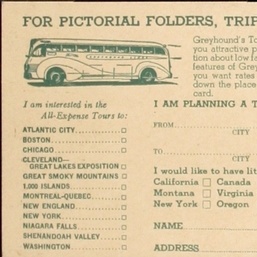 FOR PICTORIAL FOLDERS, TRIP
Greyhound's To
you attractive p
tion about low fa
features of Grey
you want rates
down the place
card.
I am interested in the
All-Expense Tours to:
ATLANTIC CITY
BOSTON
CHICAGO
CLEVELAND—
GREAT LAKES EXPOSITION
GREAT SMOKY MOUNTAINS
1,000 ISLANDS
MONTREAL-QUEBEC
NEW ENGLAND
NEW YORK
NIAGARA FALLS
SHENANDOAH VALLEY
WASHINGTON
I AM PLANNING A T
FROM
CITY
TO
CITY
I would like to have lit
California □ Canada
Montana □ Virginia
New York □ Oregon
NAME
ADDRESS